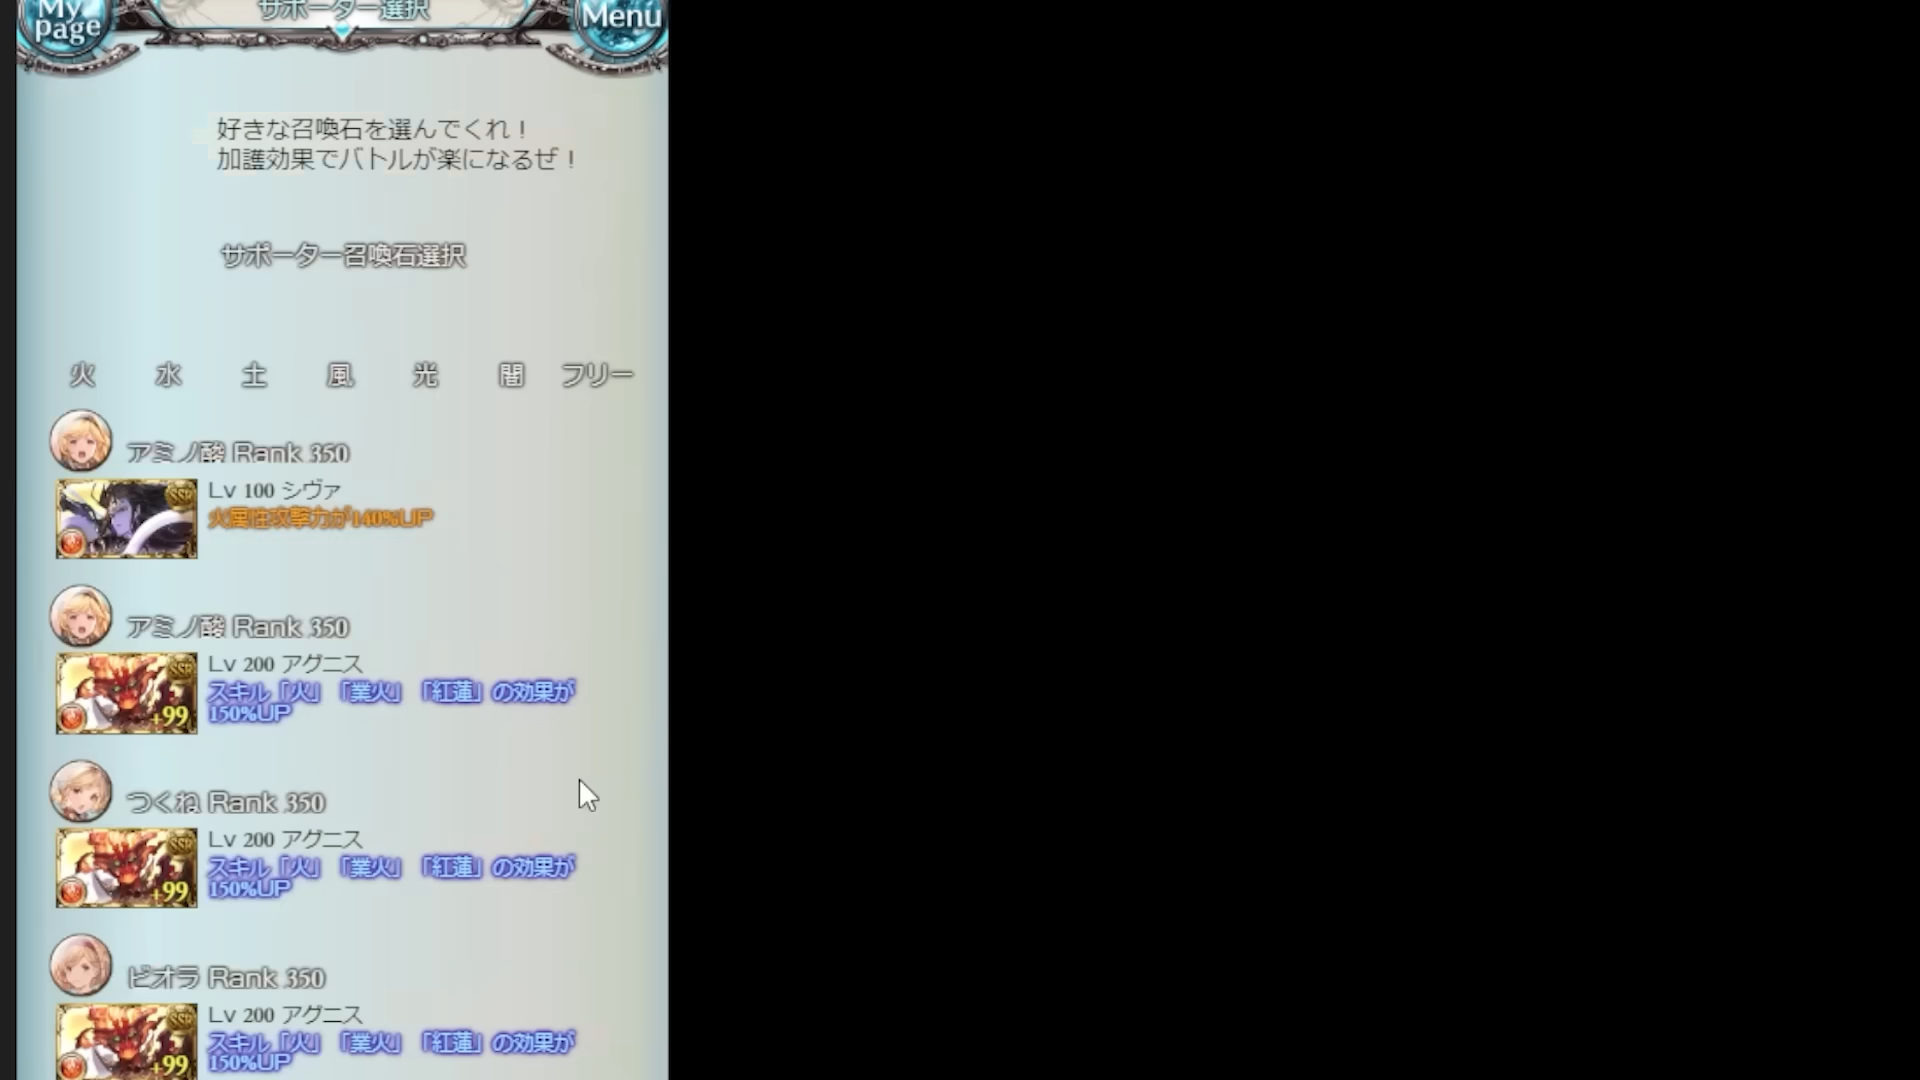 My
page
サポーター選択
Menu
好きな召喚石を選んでくれ！
加護効果でバトルが楽になるぜ！
サポーター召喚石選択
火 水 土 風 光 闇 フリー
アミノ酸 Rank 350
SSR
Lv 100 シヴァ
火属性攻撃力が140%UP
アミノ酸 Rank 350
SSR
Lv 200 アグニス
スキル「火」「業火」「紅蓮」の効果が
150%UP
+99
つくね Rank 350
SSR
Lv 200 アグニス
スキル「火」「業火」「紅蓮」の効果が
150%UP
+99
ビオラ Rank 350
SSR
Lv 200 アグニス
スキル「火」「業火」「紅蓮」の効果が
150%UP
+99